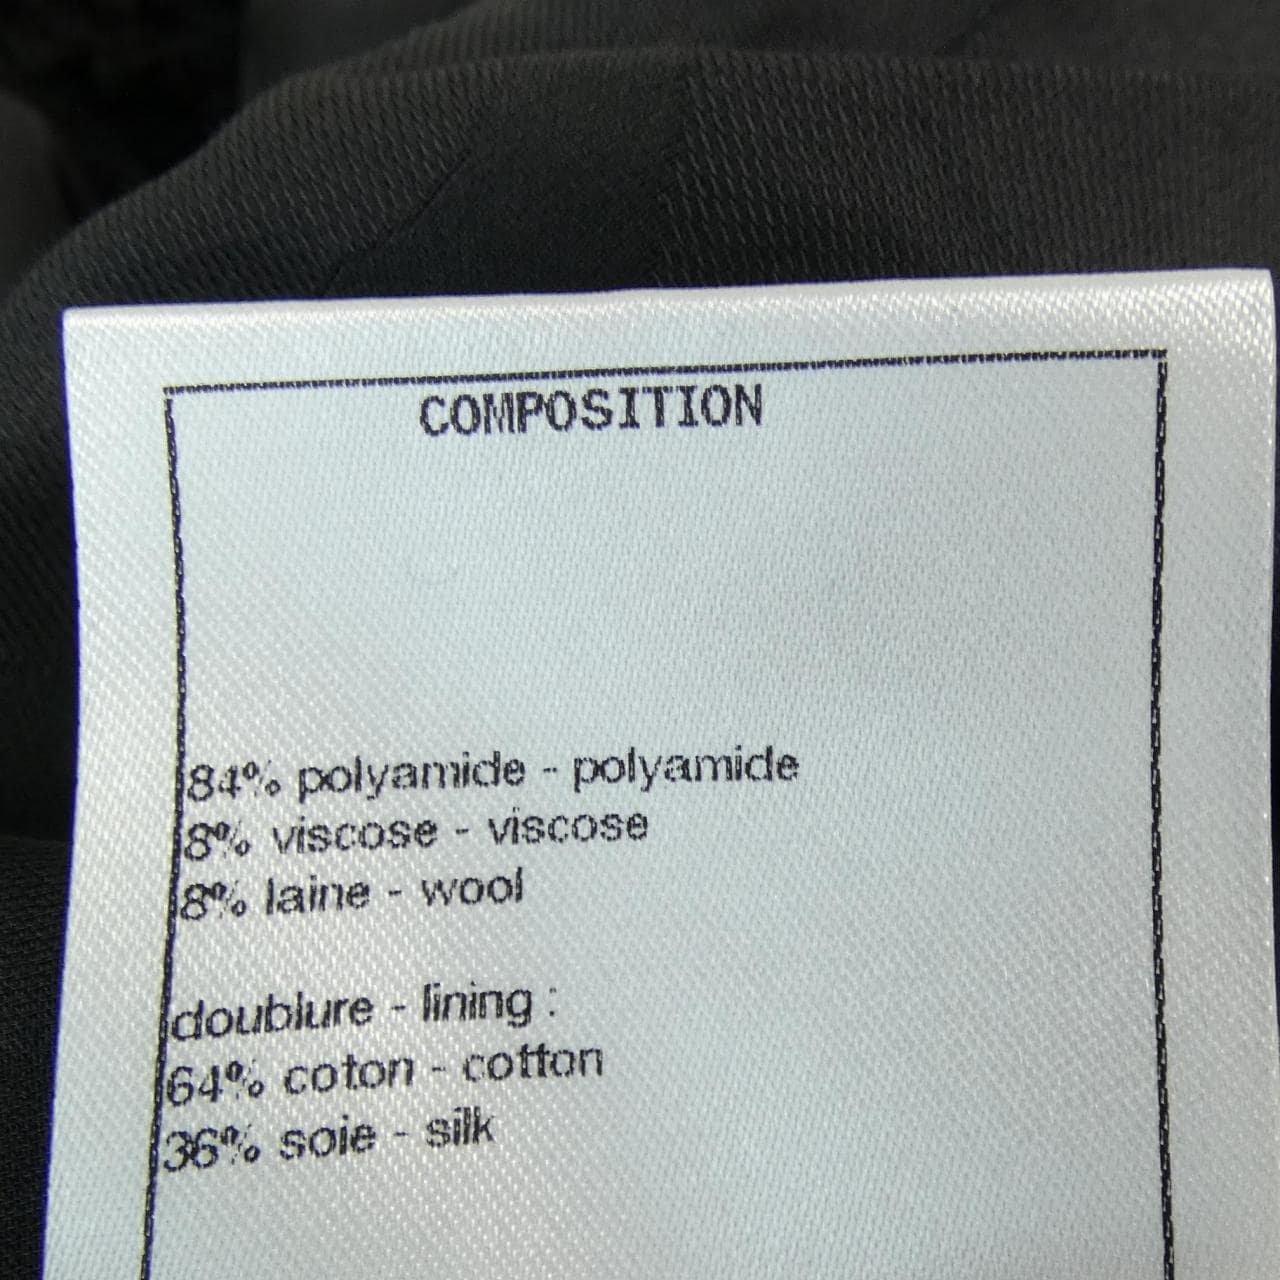 COMPOSITION
84% polyamide - polyamide
8% viscose - viscose
8% laine - wool
doublure - lining :
64% coton - cotton
36% soie - silk